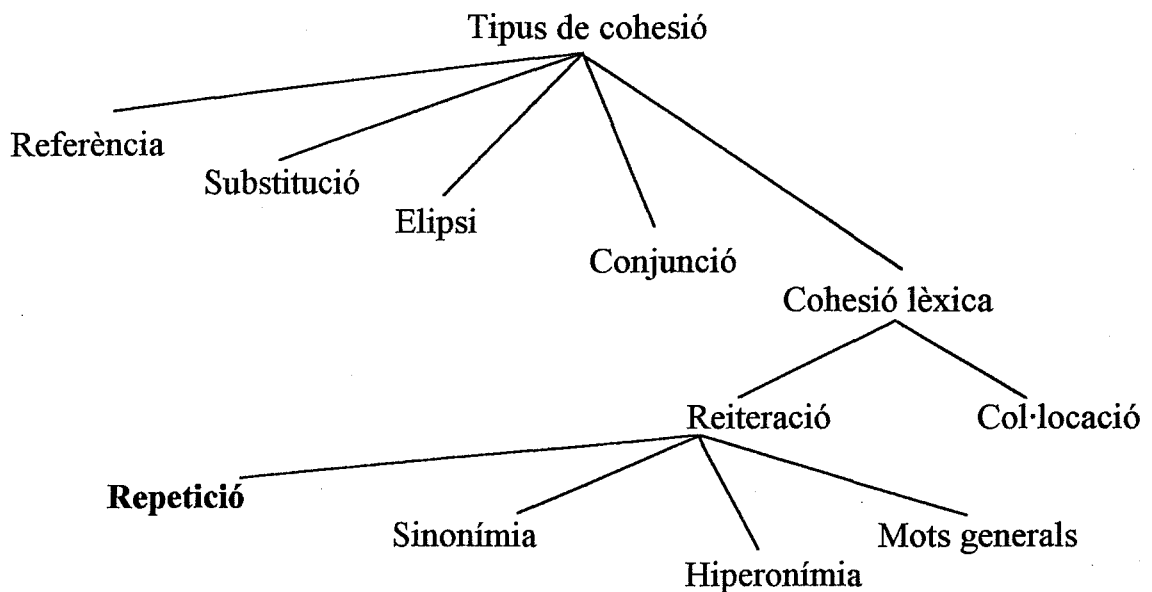 Tipus de cohesió
Referència
Substitució
Elipsi
Conjunció
Cohesió lèxica
Reiteració
Col·locació
Repetició
Sinonímia
Mots generals
Hiperonímia